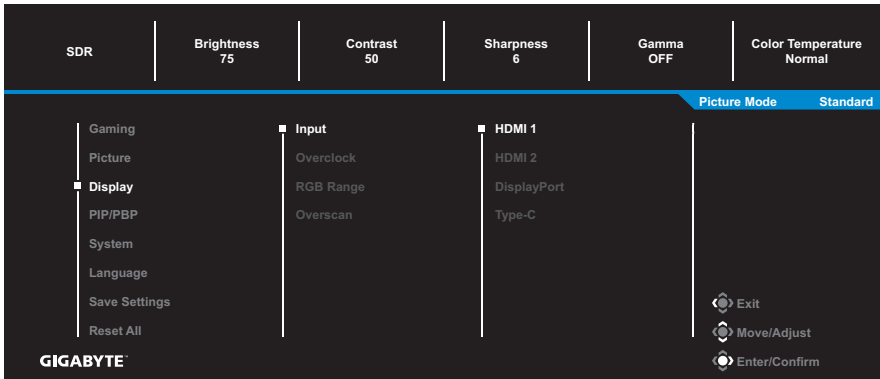 SDR
Brightness
75
Contrast
50
Sharpness
6
Gamma
OFF
Color Temperature
Normal
Picture Mode Standard
Gaming
Picture
Display
PIP/PBP
System
Language
Save Settings
Reset All
Input
Overclock
RGB Range
Overscan
HDMI 1
HDMI 2
DisplayPort
Type-C
Exit
Move/Adjust
Enter/Confirm
GIGABYTE™